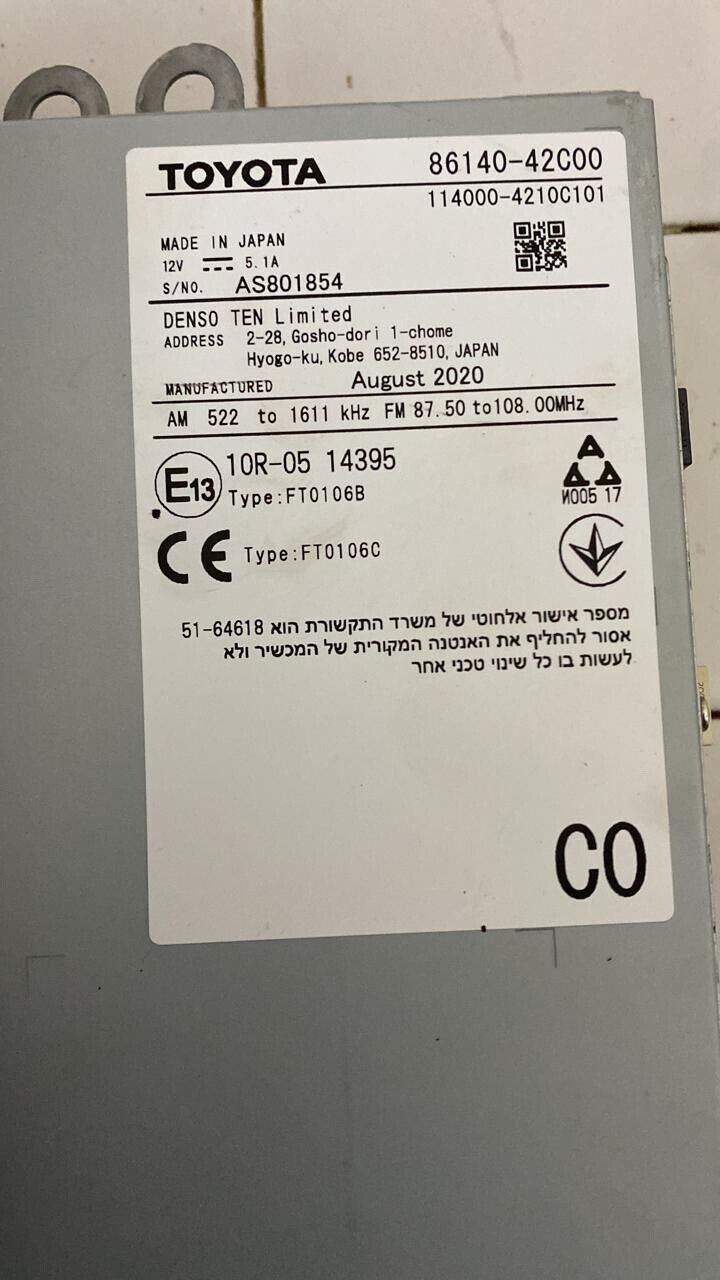 TOYOTA 86140-42C00
114000-4210C101
MADE IN JAPAN
12V 5.1A
S/NO. AS801854
DENSO TEN Limited
ADDRESS 2-28, Gosho-dori 1-chome
Hyogo-ku, Kobe 652-8510, JAPAN
MANUFACTURED August 2020
AM 522 to 1611 kHz FM 87.50 to108.00MHz
E13 10R-05 14395
Type:FT0106B
И005 17
CE Type:FT0106C
מספר אישור אלחוטי של משרד התקשורת הוא 51-64618
אסור להחליף את האנטנה המקורית של המכשיר ולא
לעשות בו כל שינוי טכני אחר
CO